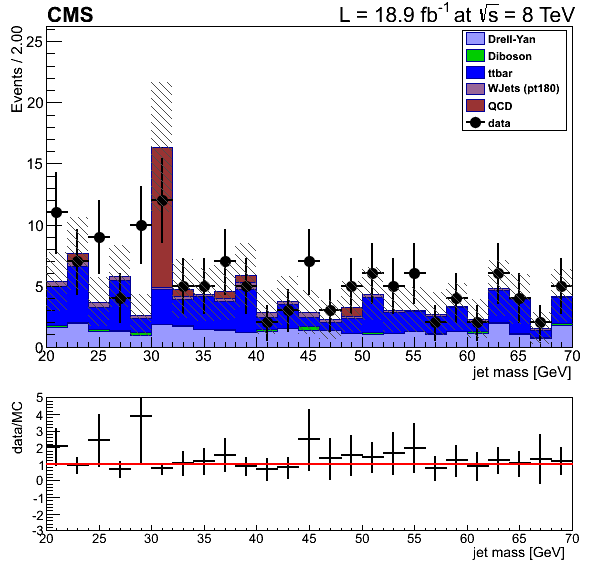 CMS L = 18.9 fb⁻¹ at √s = 8 TeV
Events / 2.00
25
20
15
10
5
0
Drell-Yan
Diboson
ttbar
WJets (pt180)
QCD
data
20 25 30 35 40 45 50 55 60 65 70
jet mass [GeV]
data/MC
5
4
3
2
1
0
-1
-2
-3
20 25 30 35 40 45 50 55 60 65 70
jet mass [GeV]